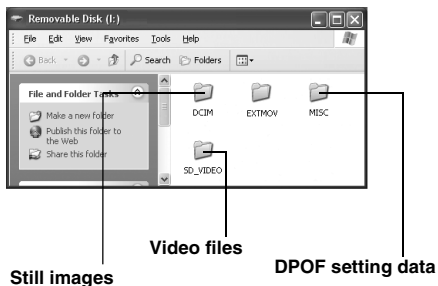 Removable Disk (I:)
File Edit View Favorites Tools Help
Back Search Folders
File and Folder Tasks
Make a new folder
Publish this folder to
the Web
Share this folder
DCIM
EXTMOV
MISC
SD_VIDEO
Video files
DPOF setting data
Still images